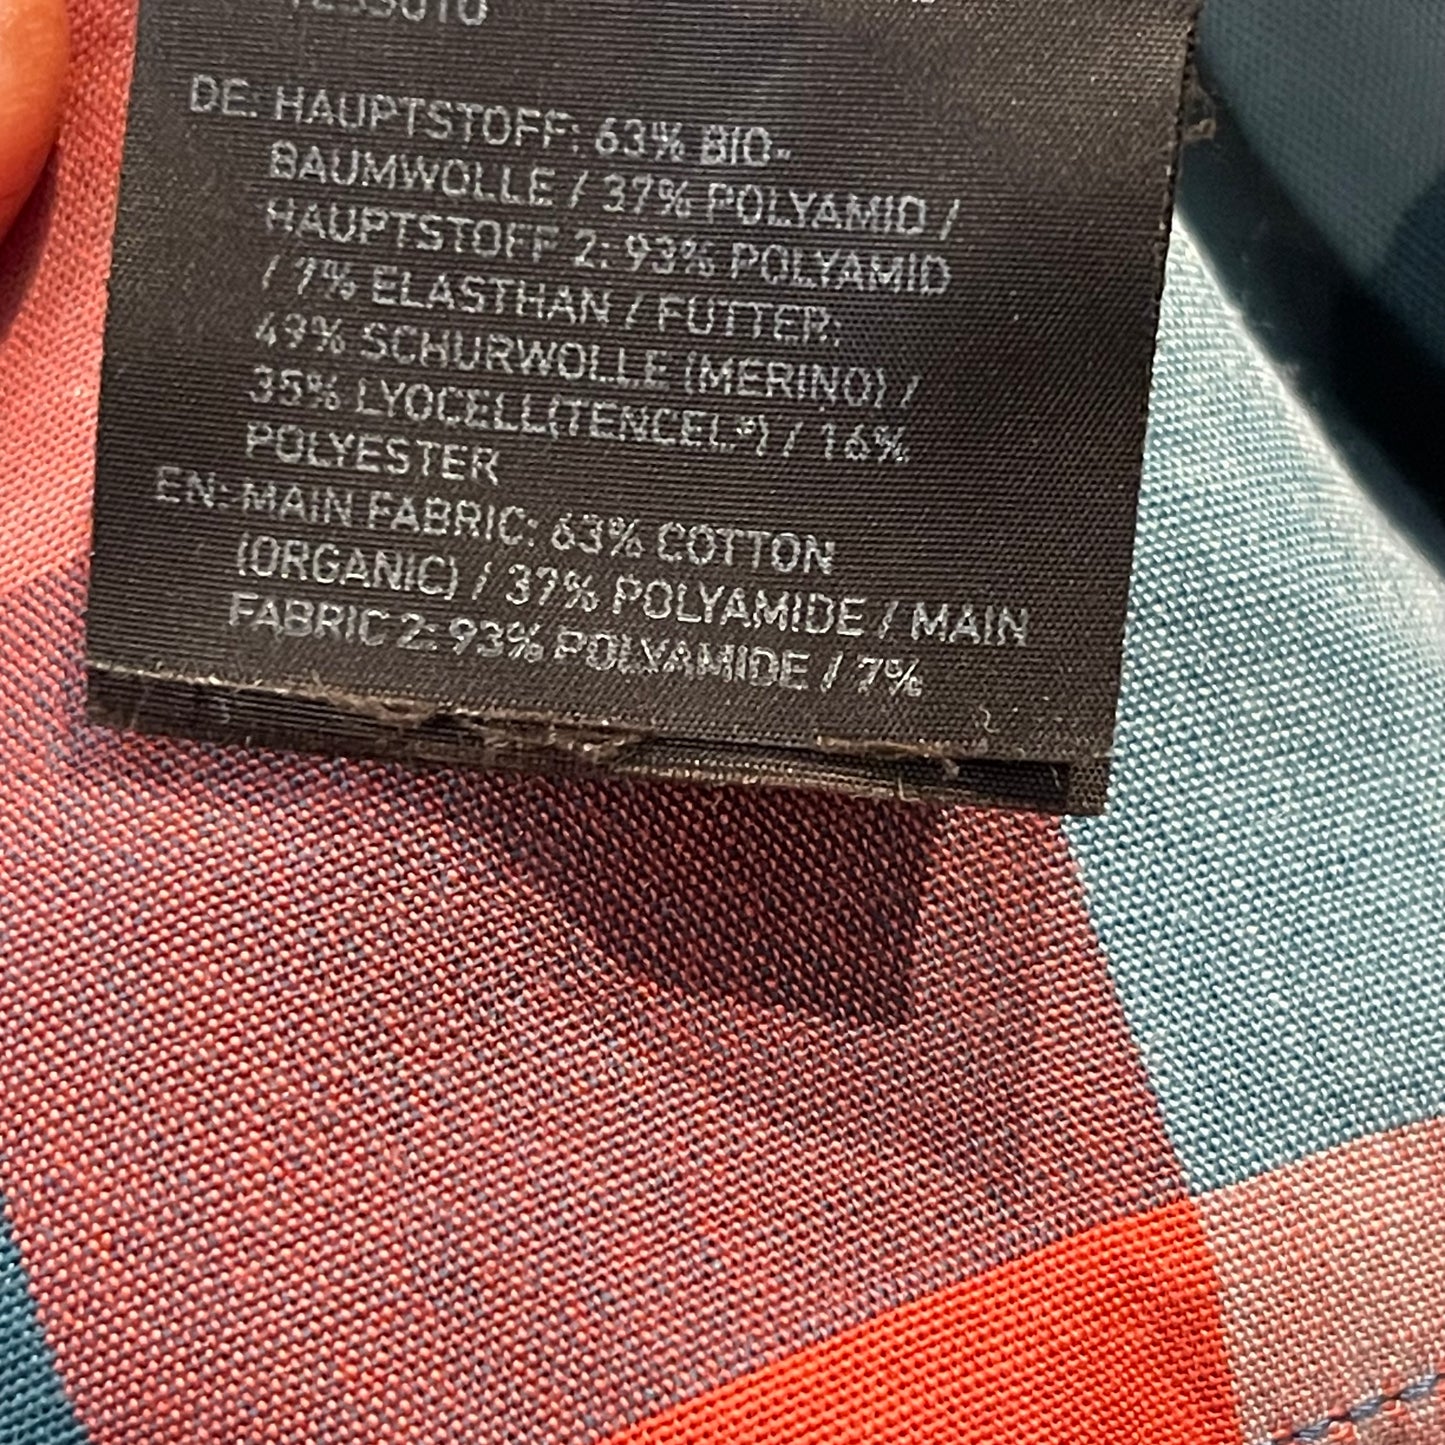 DE: HAUPTSTOFF: 63% BIO-
BAUMWOLLE / 37% POLYAMID /
HAUPTSTOFF 2: 93% POLYAMID
/ 7% ELASTHAN / FUTTER:
49% SCHURWOLLE (MERINO) /
35% LYOCELL(TENCEL®) / 16%
POLYESTER
EN: MAIN FABRIC: 63% COTTON
(ORGANIC) / 37% POLYAMIDE / MAIN
FABRIC 2: 93% POLYAMIDE / 7%